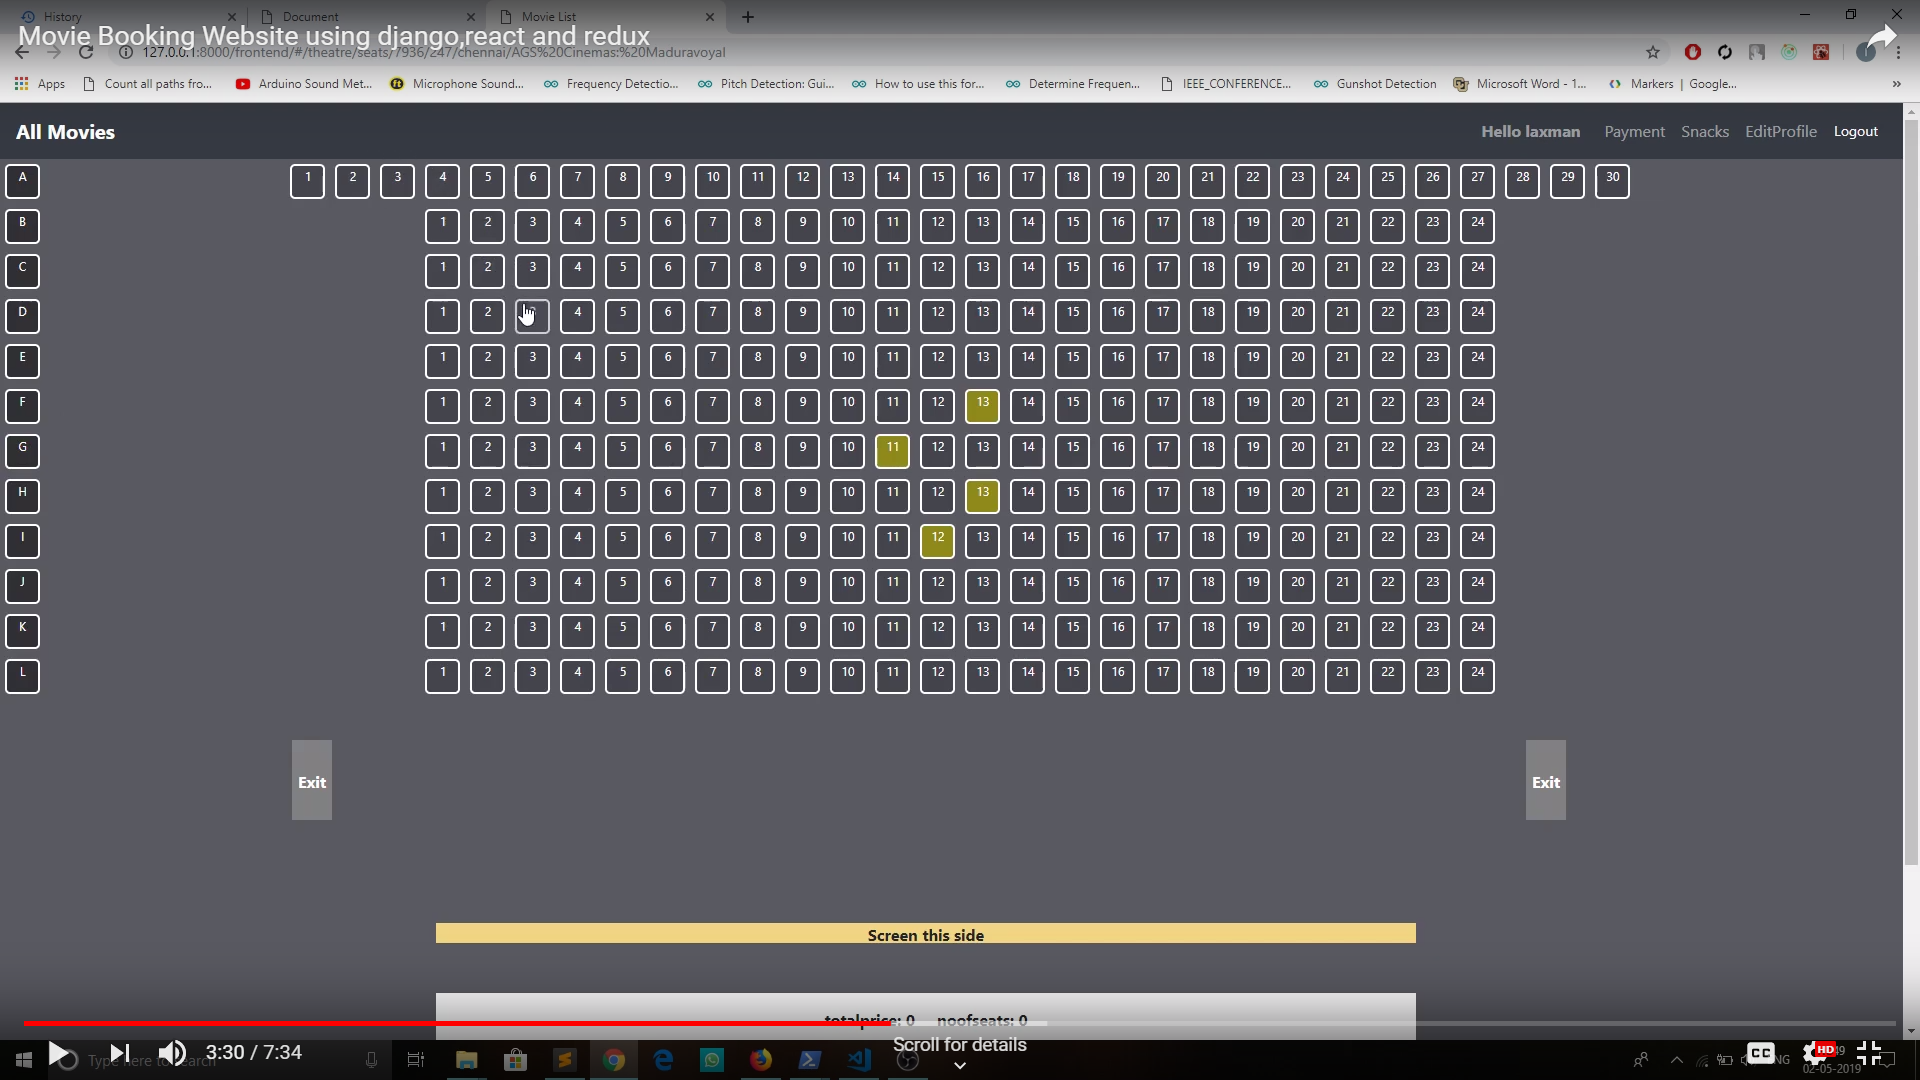 History
Document
Movie List
Movie Booking Website using django,react and redux
127.0.0.1:8000/frontend/#/theatre/seats/7936/247/chennai/AGS%20Cinemas:%20Maduravoyal
Apps Count all paths fro... Arduino Sound Met... Microphone Sound... Frequency Detectio... Pitch Detection: Gui... How to use this for... Determine Frequen... IEEE_CONFERENCE... Gunshot Detection Microsoft Word - 1... Markers | Google... »
All Movies Hello laxman Payment Snacks EditProfile Logout
A 1 2 3 4 5 6 7 8 9 10 11 12 13 14 15 16 17 18 19 20 21 22 23 24 25 26 27 28 29 30
B 1 2 3 4 5 6 7 8 9 10 11 12 13 14 15 16 17 18 19 20 21 22 23 24
C 1 2 3 4 5 6 7 8 9 10 11 12 13 14 15 16 17 18 19 20 21 22 23 24
D 1 2 4 5 6 7 8 9 10 11 12 13 14 15 16 17 18 19 20 21 22 23 24
E 1 2 3 4 5 6 7 8 9 10 11 12 13 14 15 16 17 18 19 20 21 22 23 24
F 1 2 3 4 5 6 7 8 9 10 11 12 13 14 15 16 17 18 19 20 21 22 23 24
G 1 2 3 4 5 6 7 8 9 10 11 12 13 14 15 16 17 18 19 20 21 22 23 24
H 1 2 3 4 5 6 7 8 9 10 11 12 13 14 15 16 17 18 19 20 21 22 23 24
I 1 2 3 4 5 6 7 8 9 10 11 12 13 14 15 16 17 18 19 20 21 22 23 24
J 1 2 3 4 5 6 7 8 9 10 11 12 13 14 15 16 17 18 19 20 21 22 23 24
K 1 2 3 4 5 6 7 8 9 10 11 12 13 14 15 16 17 18 19 20 21 22 23 24
L 1 2 3 4 5 6 7 8 9 10 11 12 13 14 15 16 17 18 19 20 21 22 23 24
Exit Exit
Screen this side
totalprice: 0 noofseats: 0
Type here to search
3:30 / 7:34
Scroll for details
CC HD
02-05-2019